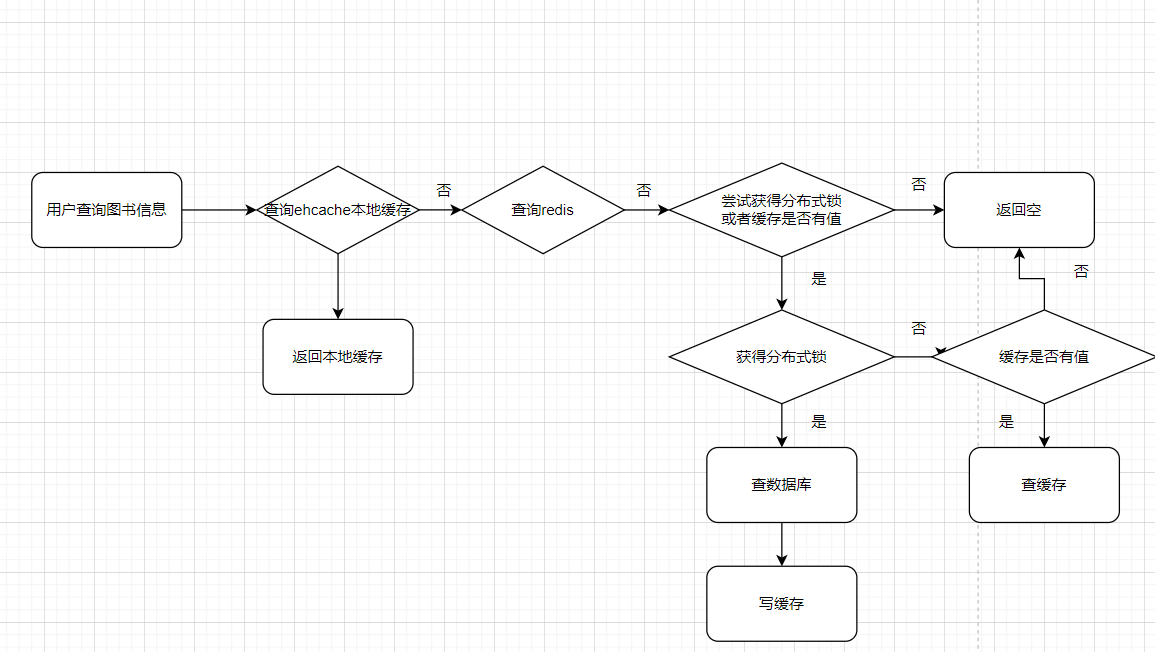 用户查询图书信息
查询ehcache本地缓存
否
查询redis
否
尝试获得分布式锁
或者缓存是否有值
否
返回空
是
否
返回本地缓存
获得分布式锁
否
缓存是否有值
是
是
查数据库
查缓存
写缓存